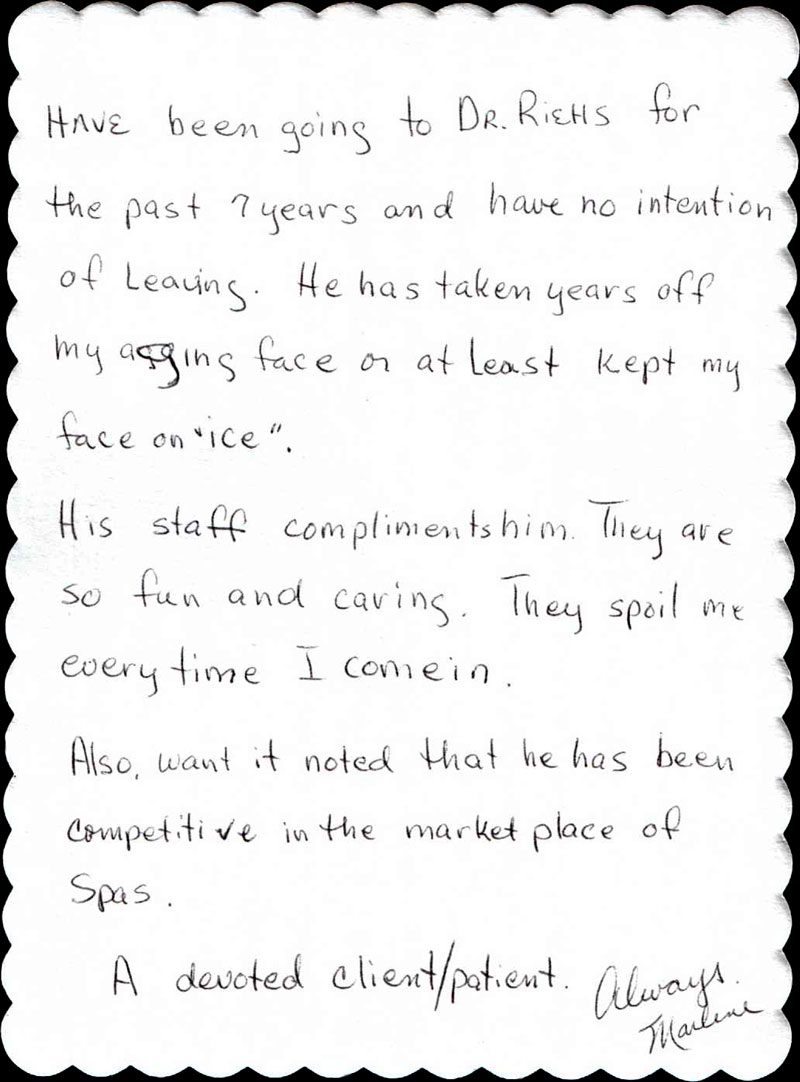 HAVE been going to DR. RIEHS for
the past 7 years and have no intention
of Leaving. He has taken years off
my agging face or at Least kept my
face on "ice".
His staff compliments him. They are
so fun and caring. They spoil me
every time I come in.
Also, want it noted that he has been
competitive in the market place of
Spas.
A devoted client/patient. Always.
Marlene